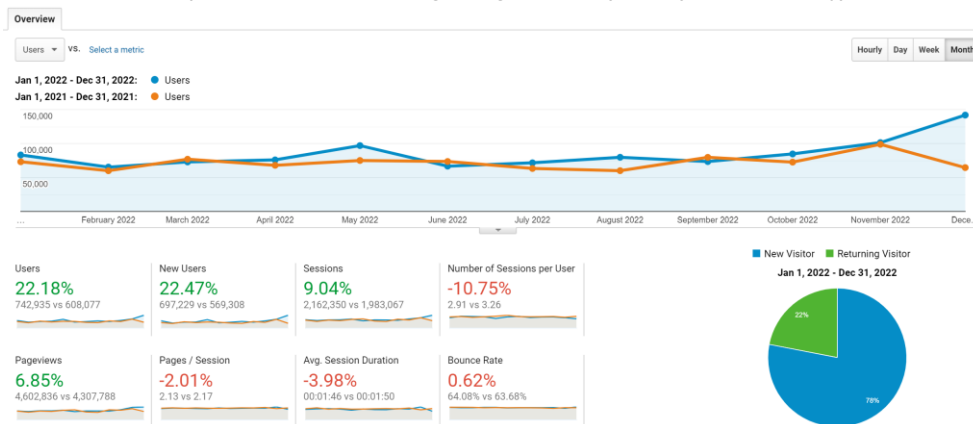 Overview
Users vs. Select a metric
Hourly Day Week Month
Jan 1, 2022 - Dec 31, 2022: Users
Jan 1, 2021 - Dec 31, 2021: Users
150,000
100,000
50,000
... February 2022 March 2022 April 2022 May 2022 June 2022 July 2022 August 2022 September 2022 October 2022 November 2022 Dece...
New Visitor Returning Visitor
Jan 1, 2022 - Dec 31, 2022
22%
78%
Users
22.18%
742,935 vs 608,077
New Users
22.47%
697,229 vs 569,308
Sessions
9.04%
2,162,350 vs 1,983,067
Number of Sessions per User
-10.75%
2.91 vs 3.26
Pageviews
6.85%
4,602,836 vs 4,307,788
Pages / Session
-2.01%
2.13 vs 2.17
Avg. Session Duration
-3.98%
00:01:46 vs 00:01:50
Bounce Rate
0.62%
64.08% vs 63.68%